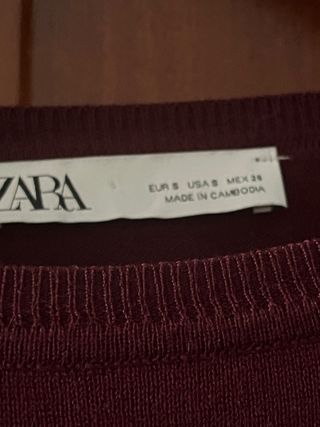 ZARA
EUR S USA S MEX 26
MADE IN CAMBODIA